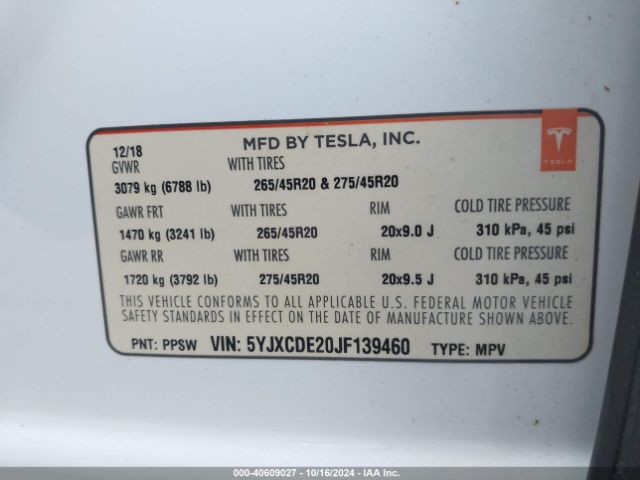 12/18
MFD BY TESLA, INC.
TESLA
GVWR WITH TIRES
3079 kg (6788 lb) 265/45R20 & 275/45R20
GAWR FRT WITH TIRES RIM COLD TIRE PRESSURE
1470 kg (3241 lb) 265/45R20 20x9.0 J 310 kPa, 45 psi
GAWR RR WITH TIRES RIM COLD TIRE PRESSURE
1720 kg (3792 lb) 275/45R20 20x9.5 J 310 kPa, 45 psi
THIS VEHICLE CONFORMS TO ALL APPLICABLE U.S. FEDERAL MOTOR VEHICLE
SAFETY STANDARDS IN EFFECT ON THE DATE OF MANUFACTURE SHOWN ABOVE.
PNT: PPSW VIN: 5YJXCDE20JF139460 TYPE: MPV
000-40609027 - 10/16/2024 - © IAA Inc.